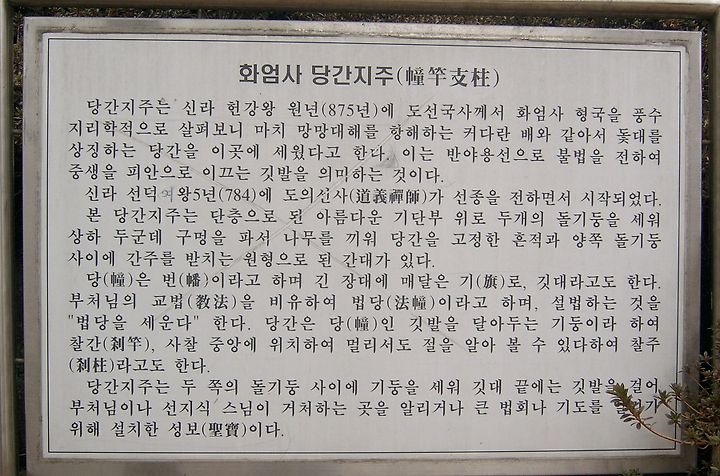 화엄사 당간지주(幢竿支柱)
당간지주는 신라 헌강왕 원년(875년)에 도선국사께서 화엄사 형국을 풍수
지리학적으로 살펴보니 마치 망망대해를 항해하는 커다란 배와 같아서 돛대를
상징하는 당간을 이곳에 세웠다고 한다. 이는 반야용선으로 불법을 전하여
중생을 피안으로 이끄는 깃발을 의미하는 것이다.
신라 선덕여왕5년(784)에 도의선사(道義禪師)가 선종을 전하면서 시작되었다.
본 당간지주는 단층으로 된 아름다운 기단부 위로 두개의 돌기둥을 세워
상하 두군데 구멍을 파서 나무를 끼워 당간을 고정한 흔적과 양쪽 돌기둥
사이에 간주를 받치는 원형으로 된 간대가 있다.
당(幢)은 번(幡)이라고 하며 긴 장대에 매달은 기(旗)로, 깃대라고도 한다.
부처님의 교법(教法)을 비유하여 법당(法幢)이라고 하며, 설법하는 것을
"법당을 세운다" 한다. 당간은 당(幢)인 깃발을 달아두는 기둥이라 하여
찰간(刹竿), 사찰 중앙에 위치하여 멀리서도 절을 알아 볼 수 있다하여 찰주
(刹柱)라고도 한다.
당간지주는 두 쪽의 돌기둥 사이에 기둥을 세워 깃대 끝에는 깃발을 걸어
부처님이나 선지식 스님이 거처하는 곳을 알리거나 큰 법회나 기도를
위해 설치한 성보(聖寶)이다.